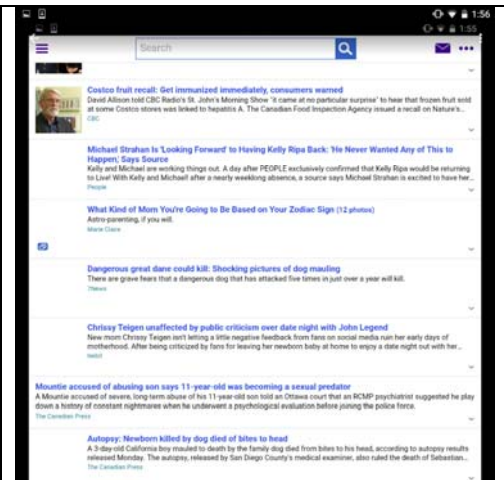 1:56
1:55
Search
Costco fruit recall: Get immunized immediately, consumers warned
David Allison told CBC Radio's St. John's Morning Show "it came at no particular surprise" to hear that frozen fruit sold
at some Costco stores was linked to hepatitis A. The Canadian Food Inspection Agency issued a recall on Nature's...
CBC
Michael Strahan Is 'Looking Forward' to Having Kelly Ripa Back: 'He Never Wanted Any of This to
Happen,' Says Source
Kelly and Michael are working things out. A day after PEOPLE exclusively confirmed that Kelly Ripa would be returning
to Live! With Kelly and Michael! after a nearly weeklong absence, a source says Michael Strahan is excited to have her...
People
What Kind of Mom You're Going to Be Based on Your Zodiac Sign (12 photos)
Astro-parenting, if you will.
Marie Claire
Dangerous great dane could kill: Shocking pictures of dog mauling
There are grave fears that a dangerous dog that has attacked five times in just over a year will kill.
7News
Chrissy Teigen unaffected by public criticism over date night with John Legend
New mom Chrissy Teigen isn't letting a little negative feedback from fans on social media ruin her early days of
motherhood. After being criticized by fans for leaving her newborn baby at home to enjoy a date night out with her...
Mountie accused of abusing son says 11-year-old was becoming a sexual predator
A Mountie accused of severe, long-term abuse of his 11-year-old son told an Ottawa court that an RCMP psychiatrist suggested he play
down a history of constant nightmares when he underwent a psychological evaluation before joining the police force.
The Canadian Press
Autopsy: Newborn killed by dog died of bites to head
A 3-day-old California boy mauled to death by the family dog died from bites to his head, according to autopsy results
released Monday. The autopsy, released by San Diego County's medical examiner, also ruled the death of Sebastian...
The Canadian Press